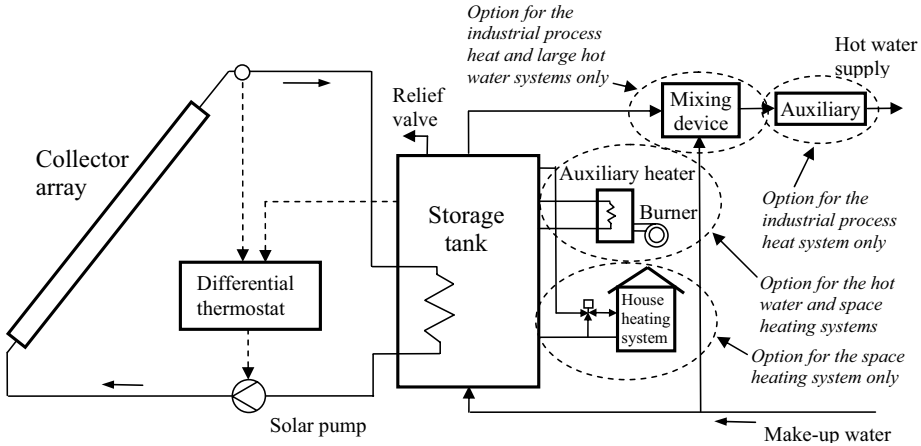 Option for the
industrial process
heat and large hot
water systems only
Hot water
supply
Relief
valve
Mixing
device
Auxiliary
Collector
array
Auxiliary heater
Burner
Storage
tank
Option for the
industrial process
heat system only
Differential
thermostat
House
heating
system
Option for the hot
water and space
heating systems
Option for the space
heating system only
Solar pump
Make-up water